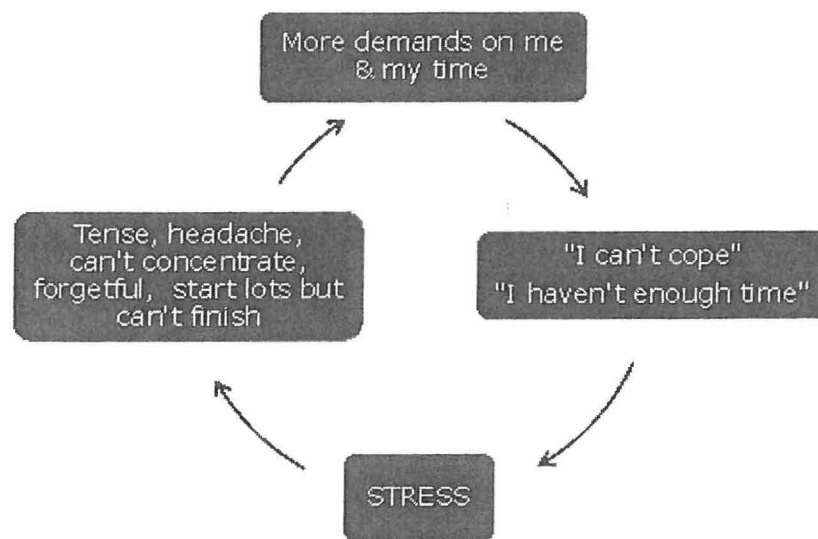 More demands on me
& my time
"I can't cope"
"I haven't enough time"
STRESS
Tense, headache,
can't concentrate,
forgetful, start lots but
can't finish